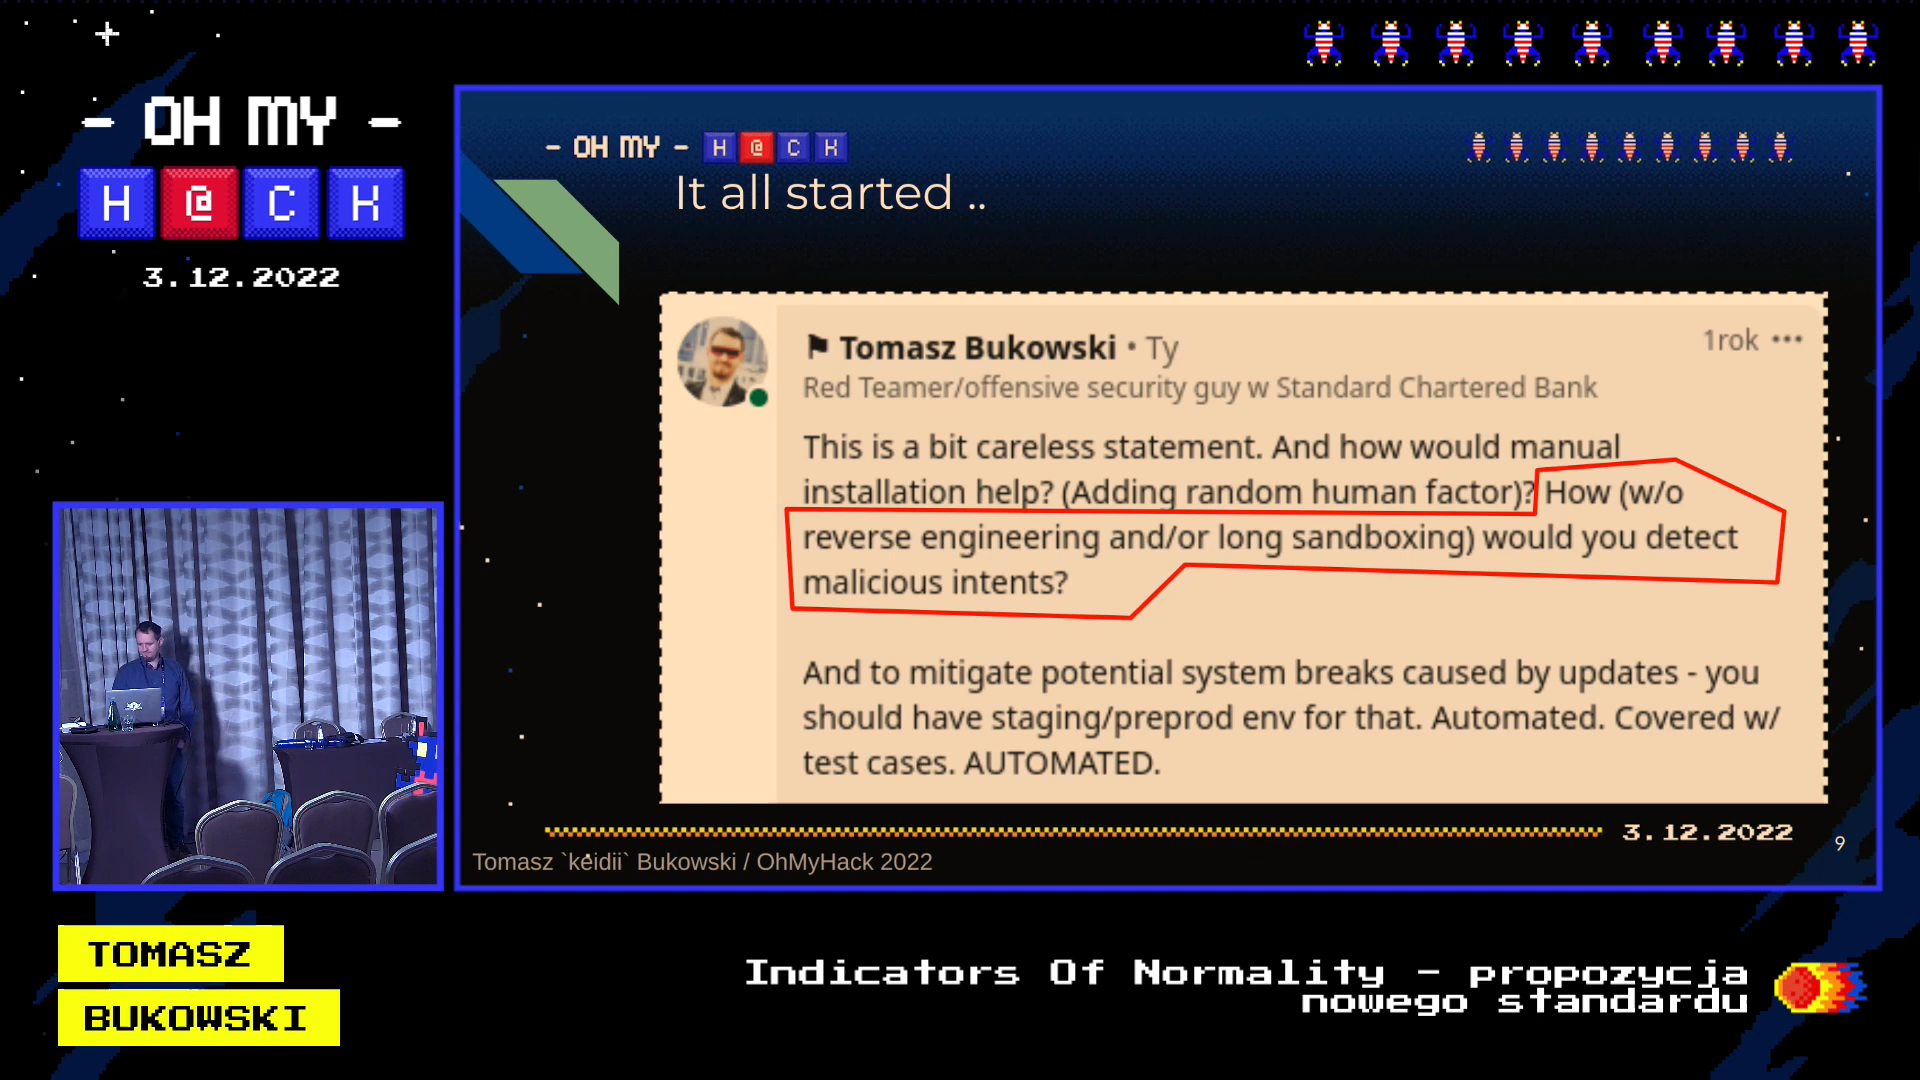 - OH MY -
H @ C K
3.12.2022
- OH MY - H @ C K
It all started ..
Tomasz Bukowski • Ty
1rok •••
Red Teamer/offensive security guy w Standard Chartered Bank
This is a bit careless statement. And how would manual
installation help? (Adding random human factor)? How (w/o
reverse engineering and/or long sandboxing) would you detect
malicious intents?
And to mitigate potential system breaks caused by updates - you
should have staging/preprod env for that. Automated. Covered w/
test cases. AUTOMATED.
3.12.2022
9
Tomasz `keidii` Bukowski / OhMyHack 2022
TOMASZ
BUKOWSKI
Indicators Of Normality - propozycja
nowego standardu